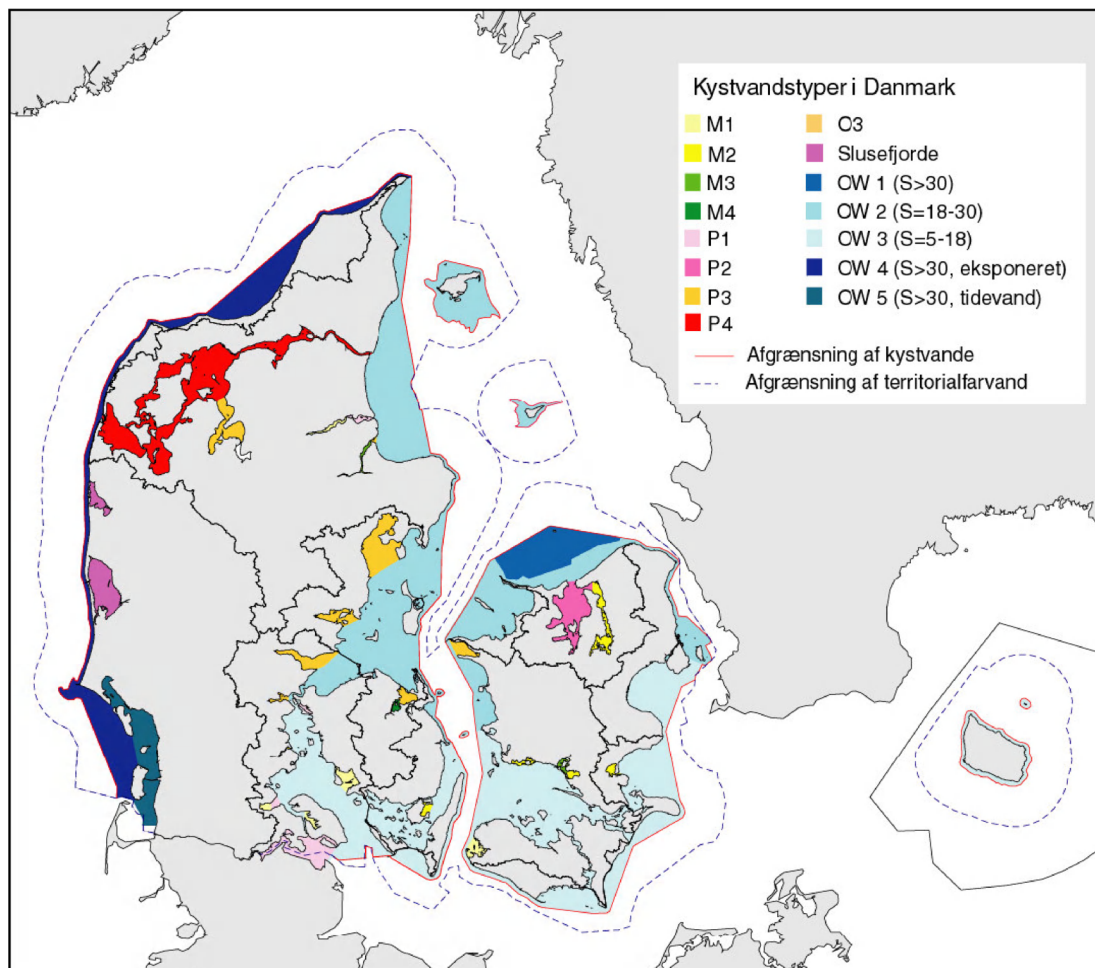 Kystvandstyper i Danmark
M1
M2
M3
M4
P1
P2
P3
P4
O3
Slusefjorde
OW 1 (S>30)
OW 2 (S=18-30)
OW 3 (S=5-18)
OW 4 (S>30, eksponeret)
OW 5 (S>30, tidevand)
Afgrænsning af kystvande
Afgrænsning af territorialfarvand